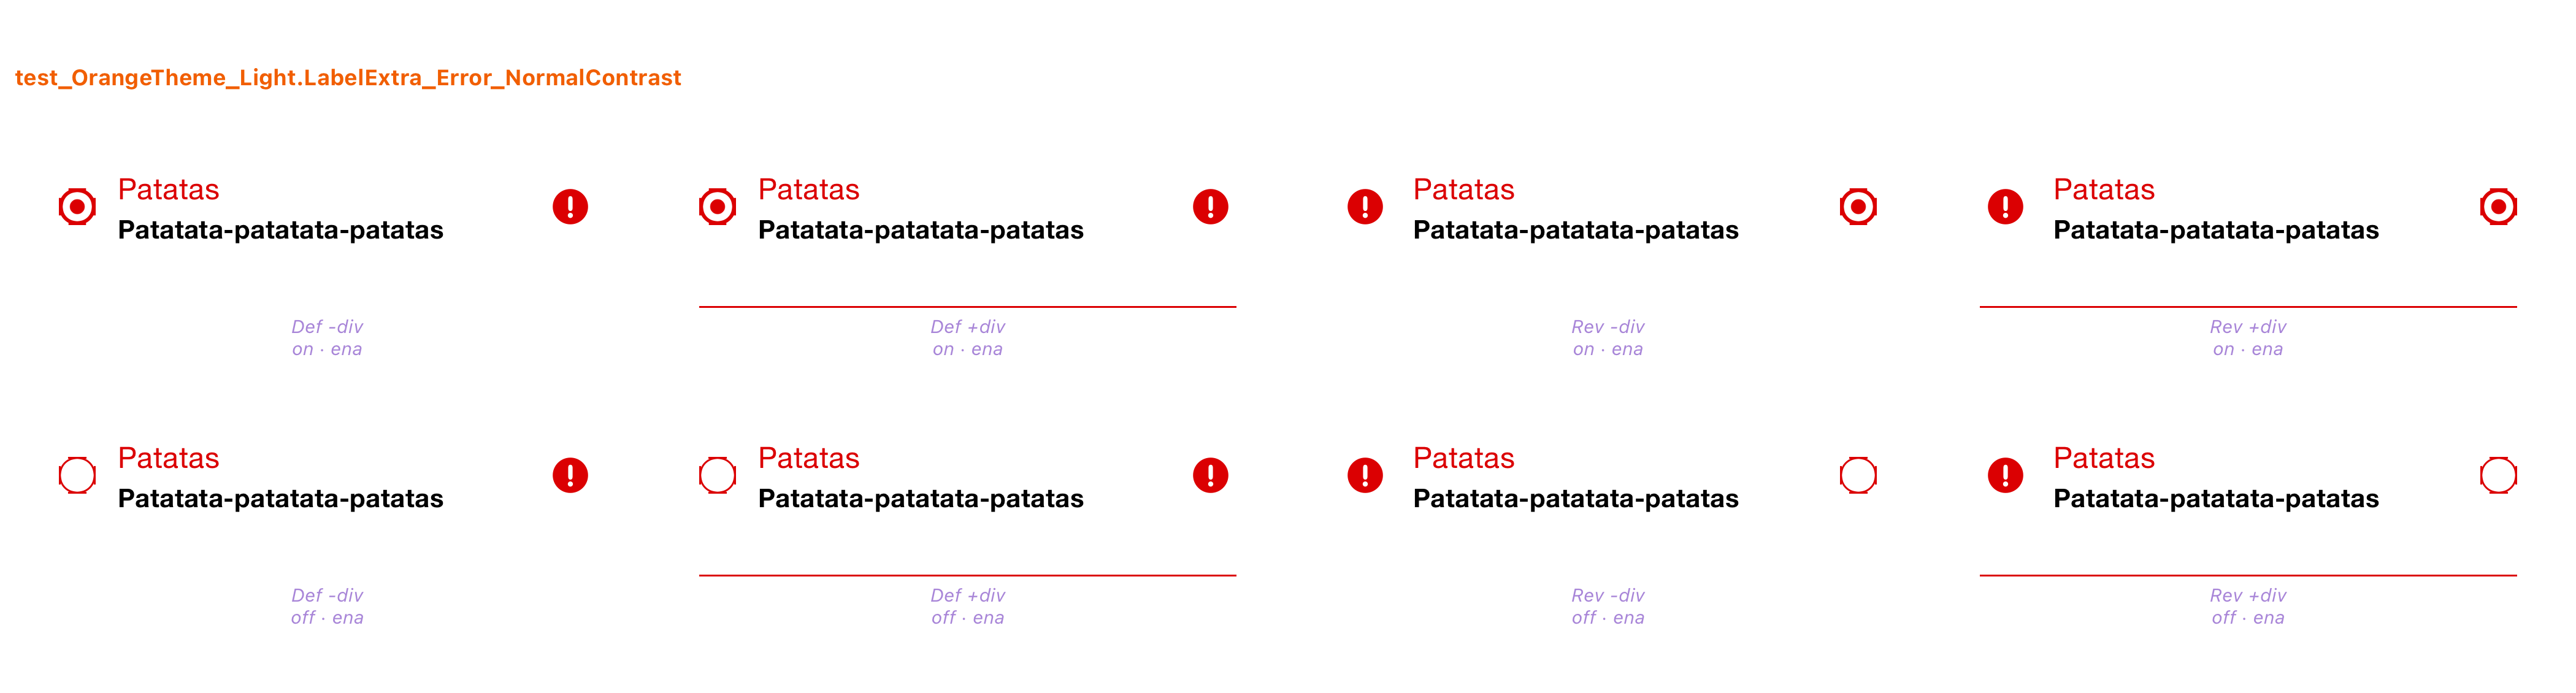 test_OrangeTheme_Light.LabelExtra_Error_NormalContrast
Patatas
Patatata-patatata-patatas
Def -div
on · ena
Patatas
Patatata-patatata-patatas
Def +div
on · ena
Patatas
Patatata-patatata-patatas
Rev -div
on · ena
Patatas
Patatata-patatata-patatas
Rev +div
on · ena
Patatas
Patatata-patatata-patatas
Def -div
off · ena
Patatas
Patatata-patatata-patatas
Def +div
off · ena
Patatas
Patatata-patatata-patatas
Rev -div
off · ena
Patatas
Patatata-patatata-patatas
Rev +div
off · ena